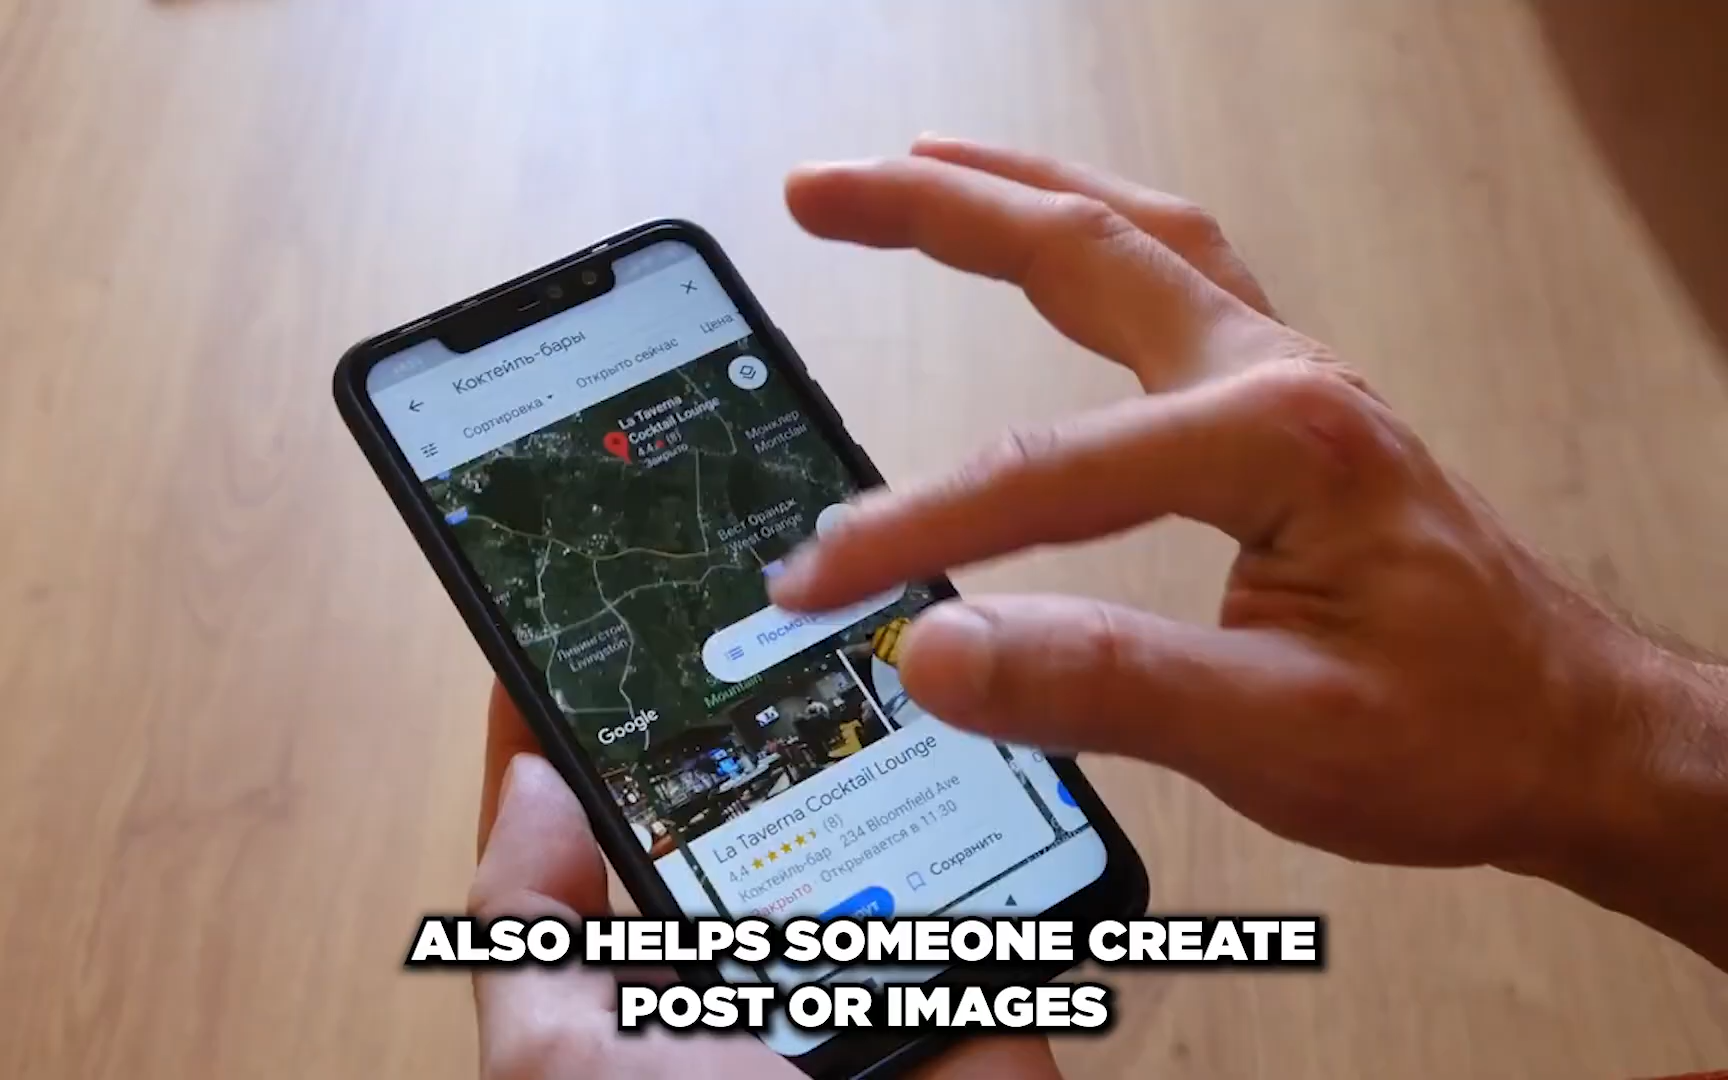 Коктейль-бары
Сортировка
Открыто сейчас
Цена
La Taverna
Cocktail Lounge
4,4 (8)
Закрыто
Монклер
Montclair
Вест Орандж
West Orange
Ливингстон
Livingston
Mountain
Google
La Taverna Cocktail Lounge
4,4 (8)
Коктейль-бар · 234 Bloomfield Ave
Закрыто · Открывается в 11:30
Сохранить
ALSO HELPS SOMEONE CREATE
POST OR IMAGES